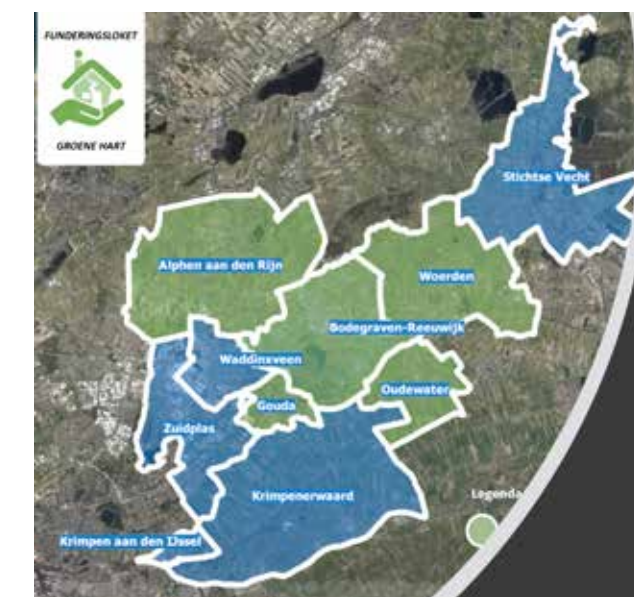 FUNDERINGSLOKET
GROENE HART
Stichtse Vecht
Alphen aan den Rijn
Woerden
Bodegraven-Reeuwijk
Waddinxveen
Oudewater
Gouda
Zuidplas
Krimpenerwaard
Legenda
Krimpen aan den IJssel